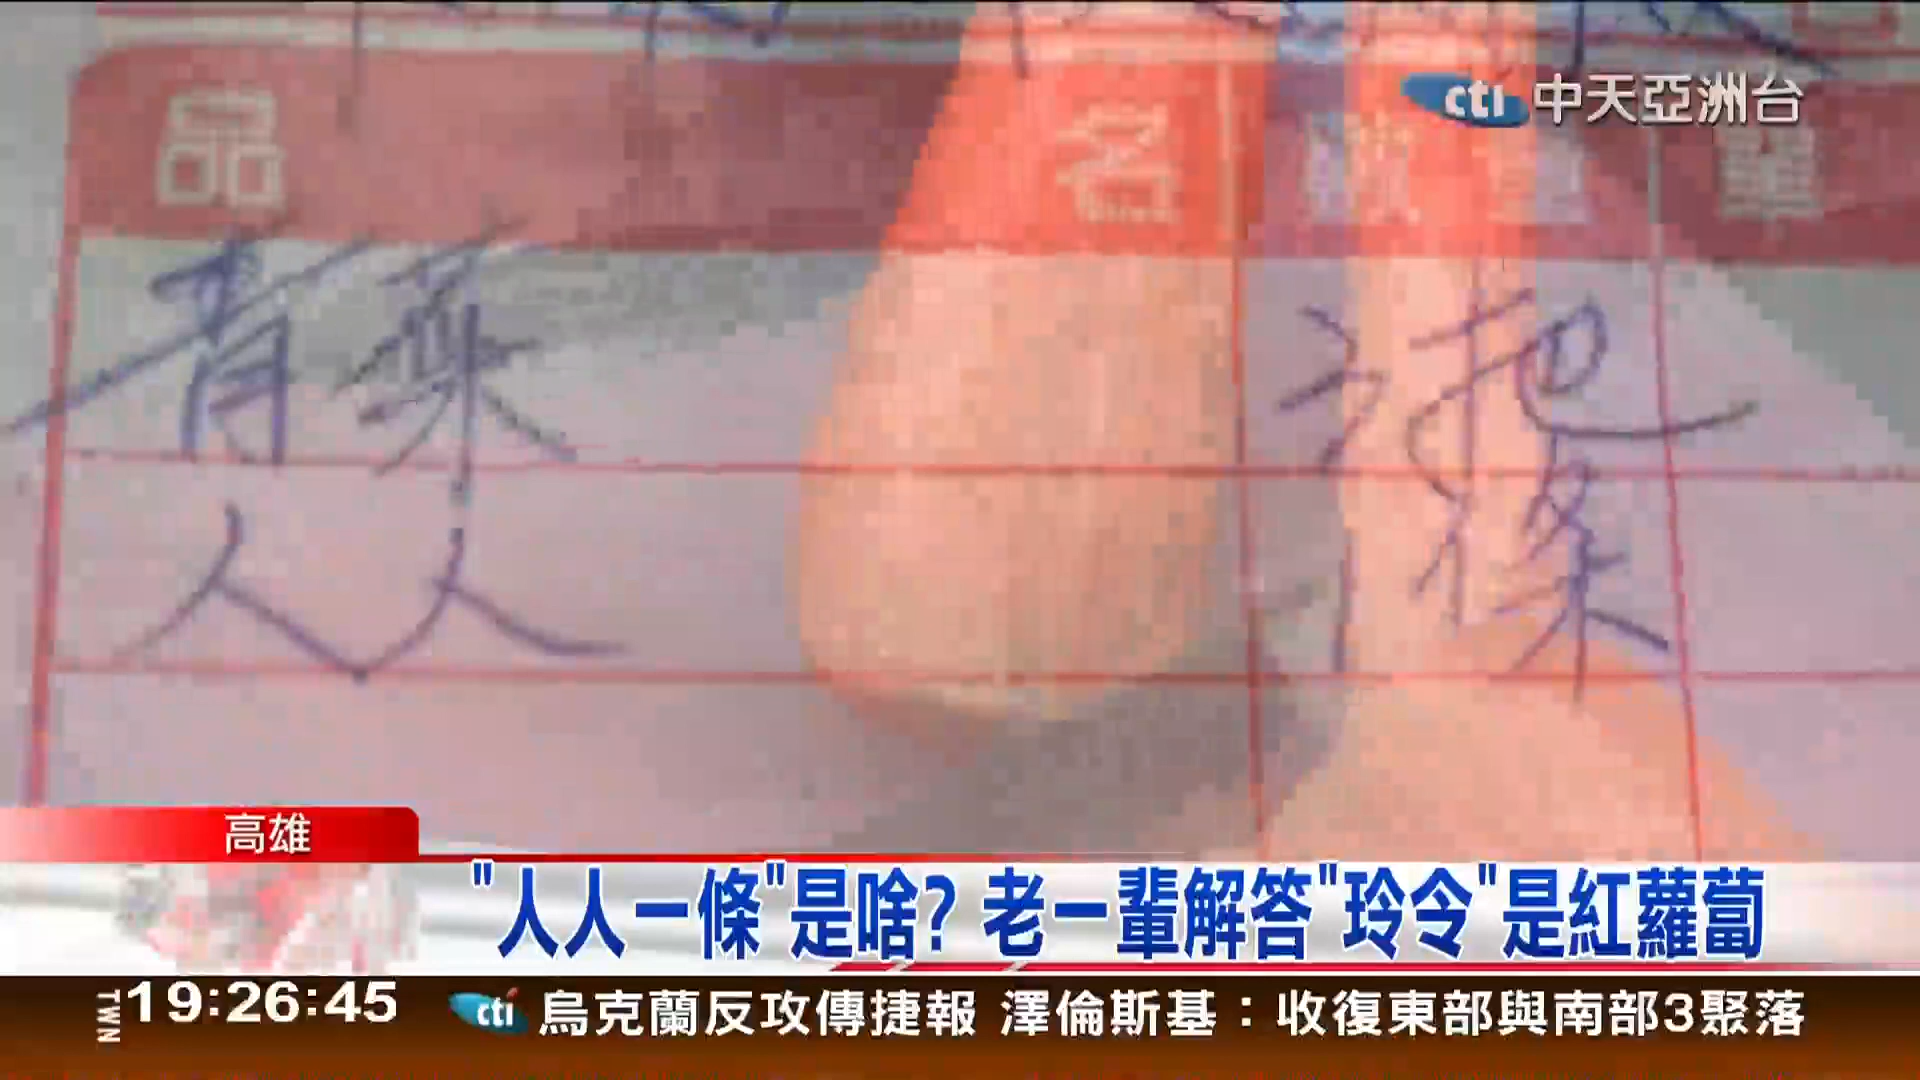 cti 中天亞洲台
品 名 單
青 把
人人 1 條
高雄
"人人一條"是啥? 老一輩解答"玲令"是紅蘿蔔
TWN 19:26:45 cti 烏克蘭反攻傳捷報 澤倫斯基：收復東部與南部3聚落